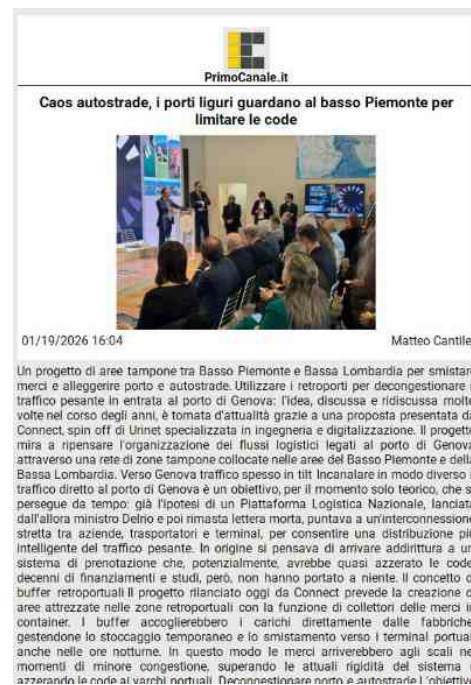 PrimoCanale.it
Caos autostrade, i porti liguri guardano al basso Piemonte per
limitare le code
01/19/2026 16:04 Matteo Cantile
Un progetto di aree tampone tra Basso Piemonte e Bassa Lombardia per smistare
merci e alleggerire porto e autostrade. Utilizzare i retroporti per decongestionare
traffico pesante in entrata al porto di Genova: l'idea, discussa e ridiscussa molte
volte nel corso degli anni, è tornata d'attualità grazie a una proposta presentata da
Connect, spin off di Urinet specializzata in ingegneria e digitalizzazione. Il progetto
mira a ripensare l'organizzazione dei flussi logistici legati al porto di Genova
attraverso una rete di zone tampone collocate nelle aree del Basso Piemonte e della
Bassa Lombardia. Verso Genova traffico spesso in tilt Incanalare in modo diverso
traffico diretto al porto di Genova è un obiettivo, per il momento solo teorico, che s
persegue da tempo: già l'ipotesi di un Piattaforma Logistica Nazionale, lanciata
dall'allora ministro Delrio e poi rimasta lettera morta, puntava a un'interconnessione
stretta tra aziende, trasportatori e terminal, per consentire una distribuzione più
intelligente del traffico pesante. In origine si pensava di arrivare addirittura a un
sistema di prenotazione che, potenzialmente, avrebbe quasi azzerato le code
decenni di finanziamenti e studi, però, non hanno portato a niente. Il concetto d
buffer retroportuali Il progetto rilanciato oggi da Connect prevede la creazione d
aree attrezzate nelle zone retroportuali con la funzione di collettori delle merci in
container. I buffer accoglierebbero i carichi direttamente dalle fabbriche
gestendone lo stoccaggio temporaneo e lo smistamento verso i terminal portual
anche nelle ore notturne. In questo modo le merci arriverebbero agli scali ne
momenti di minore congestione, superando le attuali rigidità del sistema
azzerando le code ai varchi portuali. Decongestionare porto e autostrade L'obiettivo